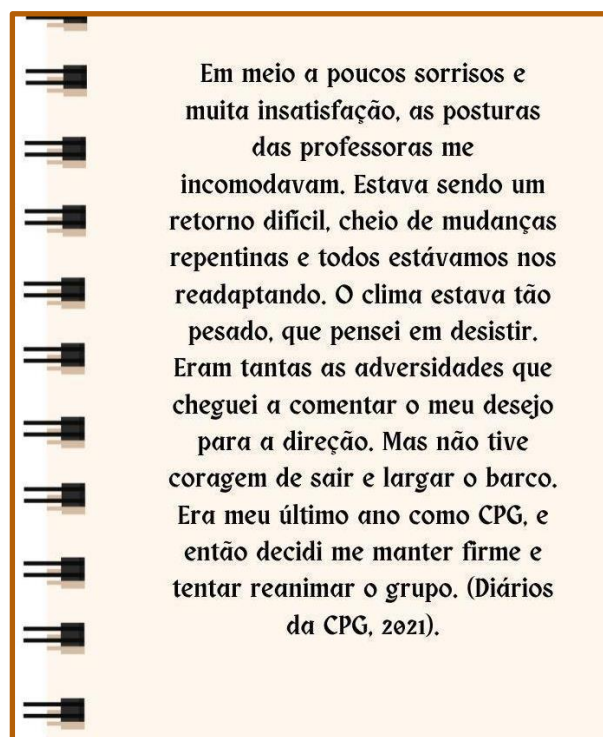 Em meio a poucos sorrisos e
muita insatisfação, as posturas
das professoras me
incomodavam. Estava sendo um
retorno difícil, cheio de mudanças
repentinas e todos estávamos nos
readaptando. O clima estava tão
pesado, que pensei em desistir.
Eram tantas as adversidades que
cheguei a comentar o meu desejo
para a direção. Mas não tive
coragem de sair e largar o barco.
Era meu último ano como CPG, e
então decidi me manter firme e
tentar reanimar o grupo. (Diários
da CPG, 2021).